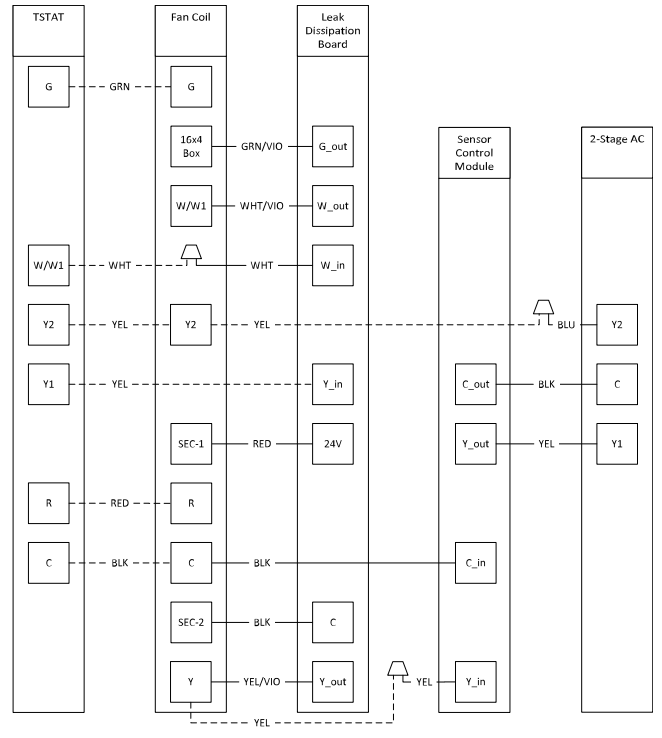 TSTAT
Fan Coil
Leak
Dissipation
Board
G
GRN
G
16x4
Box
GRN/VIO
G_out
Sensor
Control
Module
2-Stage AC
W/W1
WHT/VIO
W_out
W/W1
WHT
WHT
W_in
Y2
YEL
Y2
YEL
BLU
Y2
Y1
YEL
Y_in
C_out
BLK
C
SEC-1
RED
24V
Y_out
YEL
Y1
R
RED
R
C
BLK
C
BLK
C_in
SEC-2
BLK
C
Y
YEL/VIO
Y_out
YEL
Y_in
YEL